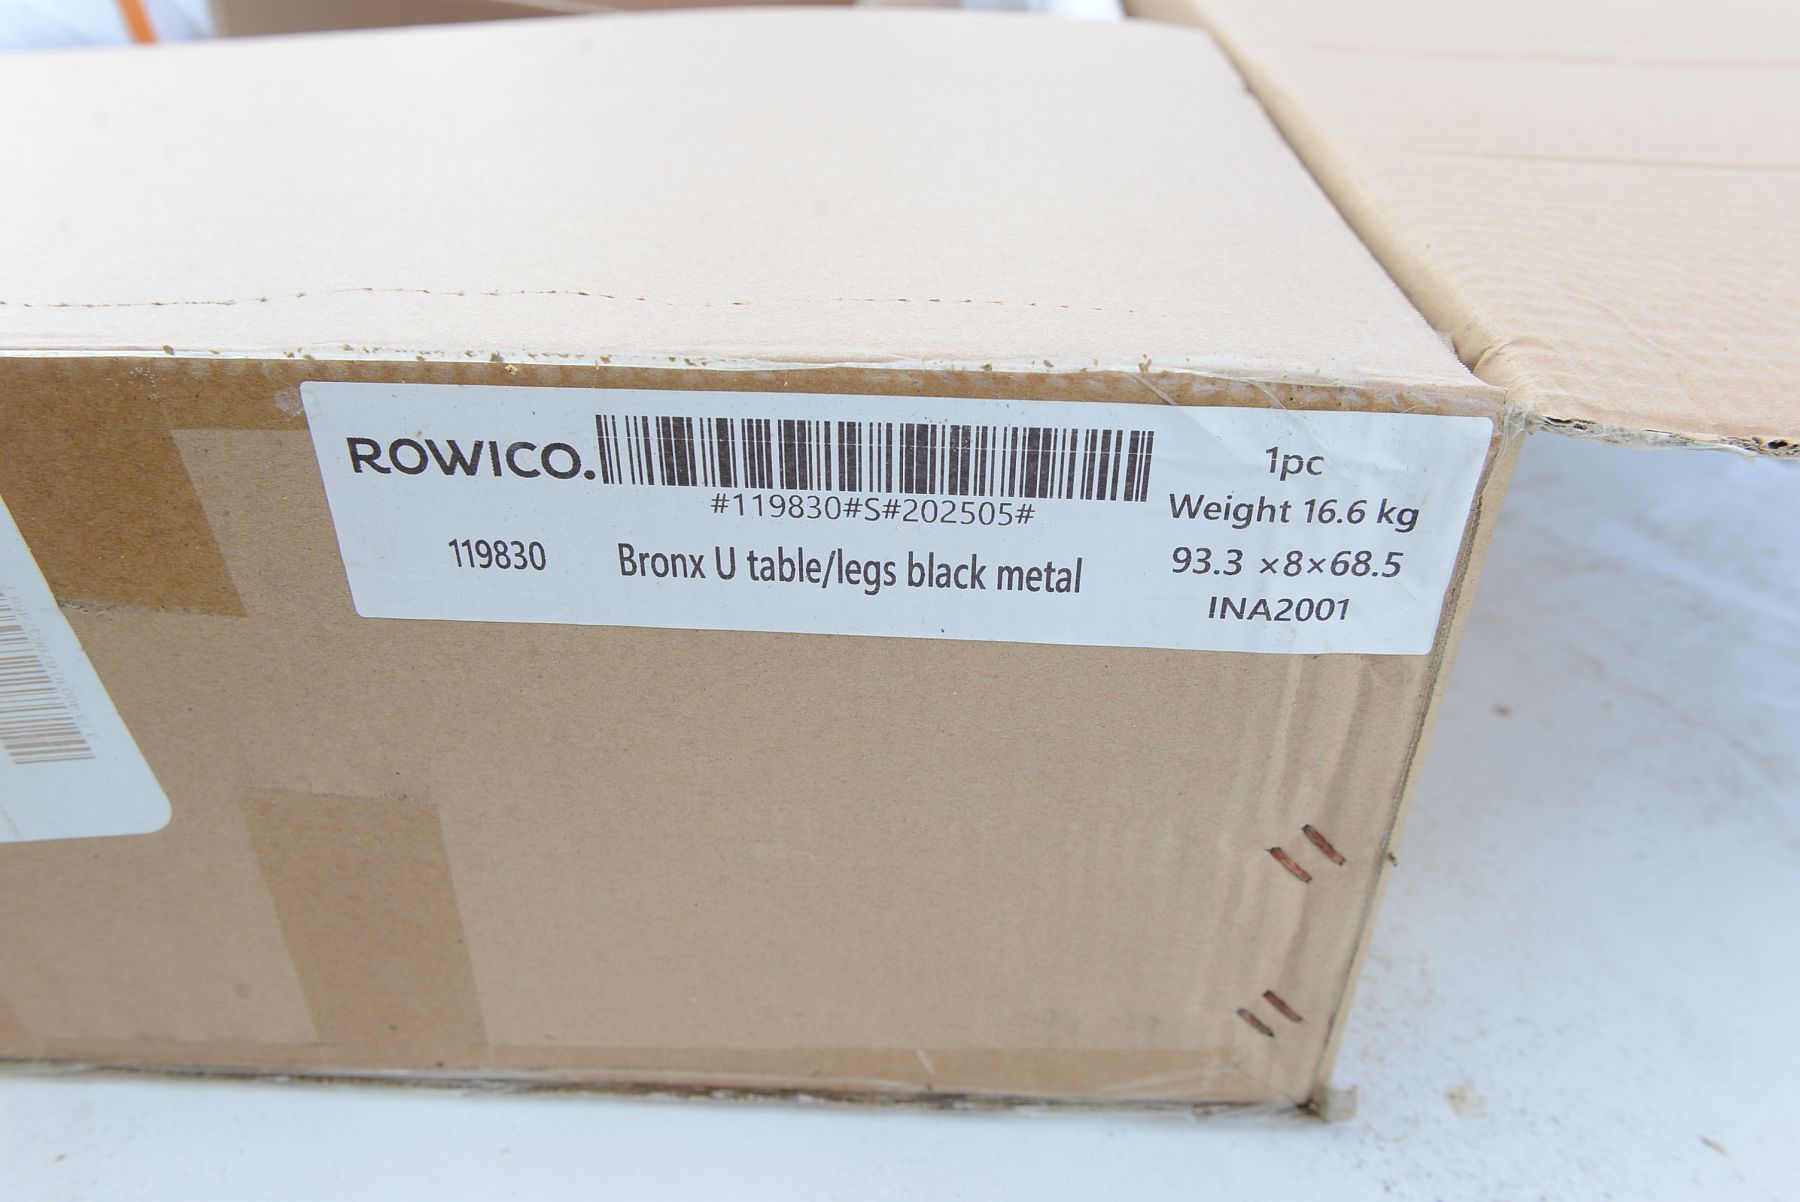 ROWICO.
#119830#S#202505#
119830 Bronx U table/legs black metal
1pc
Weight 16.6 kg
93.3 ×8×68.5
INA2001